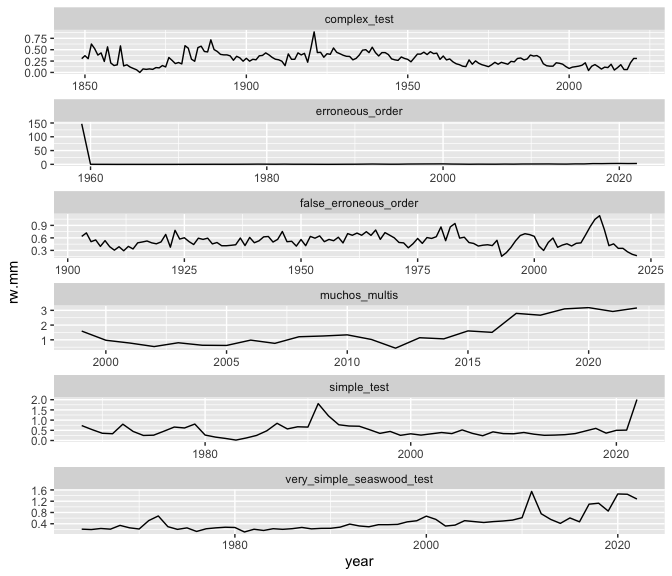 complex_test
0.75
0.50
0.25
0.00
1850 1900 1950 2000
erroneous_order
150
100
50
0
1960 1980 2000 2020
false_erroneous_order
0.9
0.6
0.3
1900 1925 1950 1975 2000 2025
rw.mm
muchos_multis
3
2
1
2000 2005 2010 2015 2020
simple_test
2.0
1.5
1.0
0.5
0.0
1980 2000 2020
very_simple_seaswood_test
1.6
1.2
0.8
0.4
1980 2000 2020
year